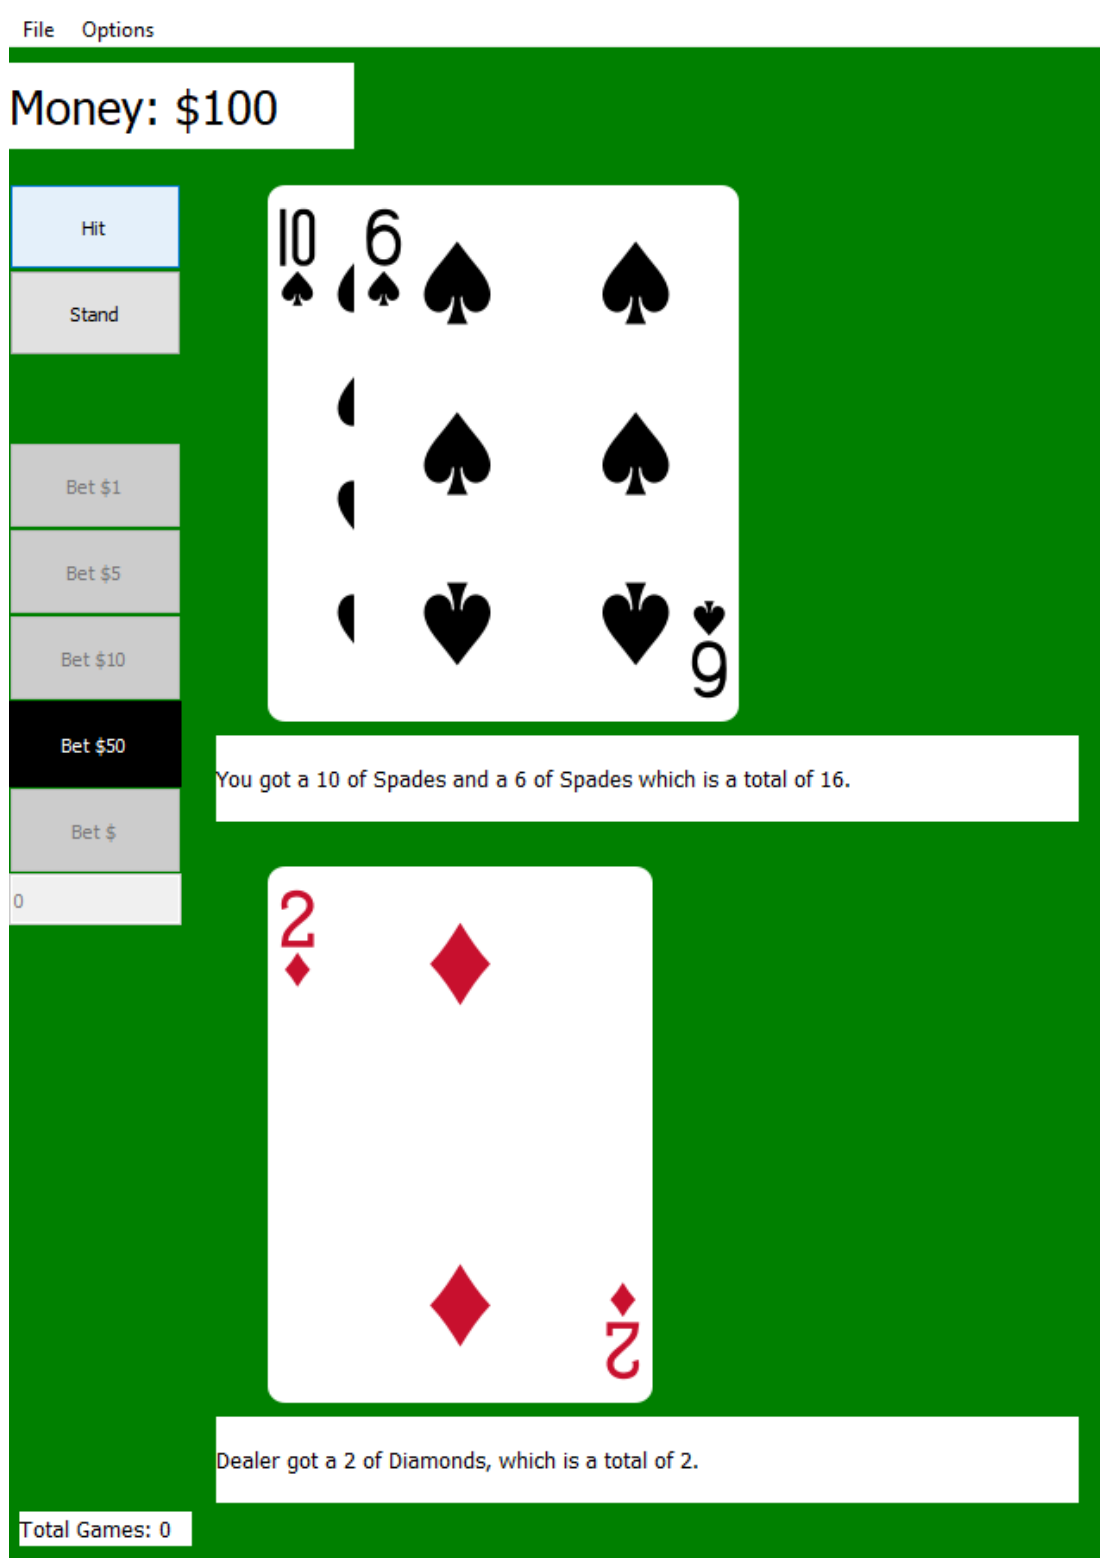 File Options
Money: $100
Hit
Stand
Bet $1
Bet $5
Bet $10
Bet $50
Bet $
0
10 6
6
You got a 10 of Spades and a 6 of Spades which is a total of 16.
2
2
Dealer got a 2 of Diamonds, which is a total of 2.
Total Games: 0